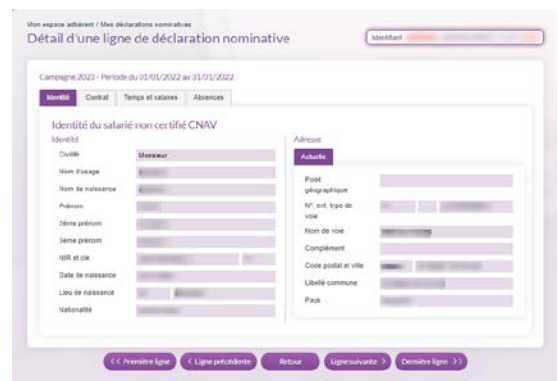 Mon espace adhérent / Mes déclarations nominatives
Détail d'une ligne de déclaration nominative
Identifiant
Campagne 2023 - Période du 01/01/2022 au 31/01/2022
Identité Contrat Temps et salaires Absences
Identité du salarié non certifié CNAV
Identité
Civilité Monsieur
Nom d'usage
Nom de naissance
Prénom
2ème prénom
3ème prénom
NIR et clé
Date de naissance
Lieu de naissance
Nationalité
Adresse
Actuelle
Point
géographique
N°, ext, type de
voie
Nom de voie
Complément
Code postal et ville
Libellé commune
Pays
<< Première ligne < Ligne précédente Retour Ligne suivante > Dernière ligne >>